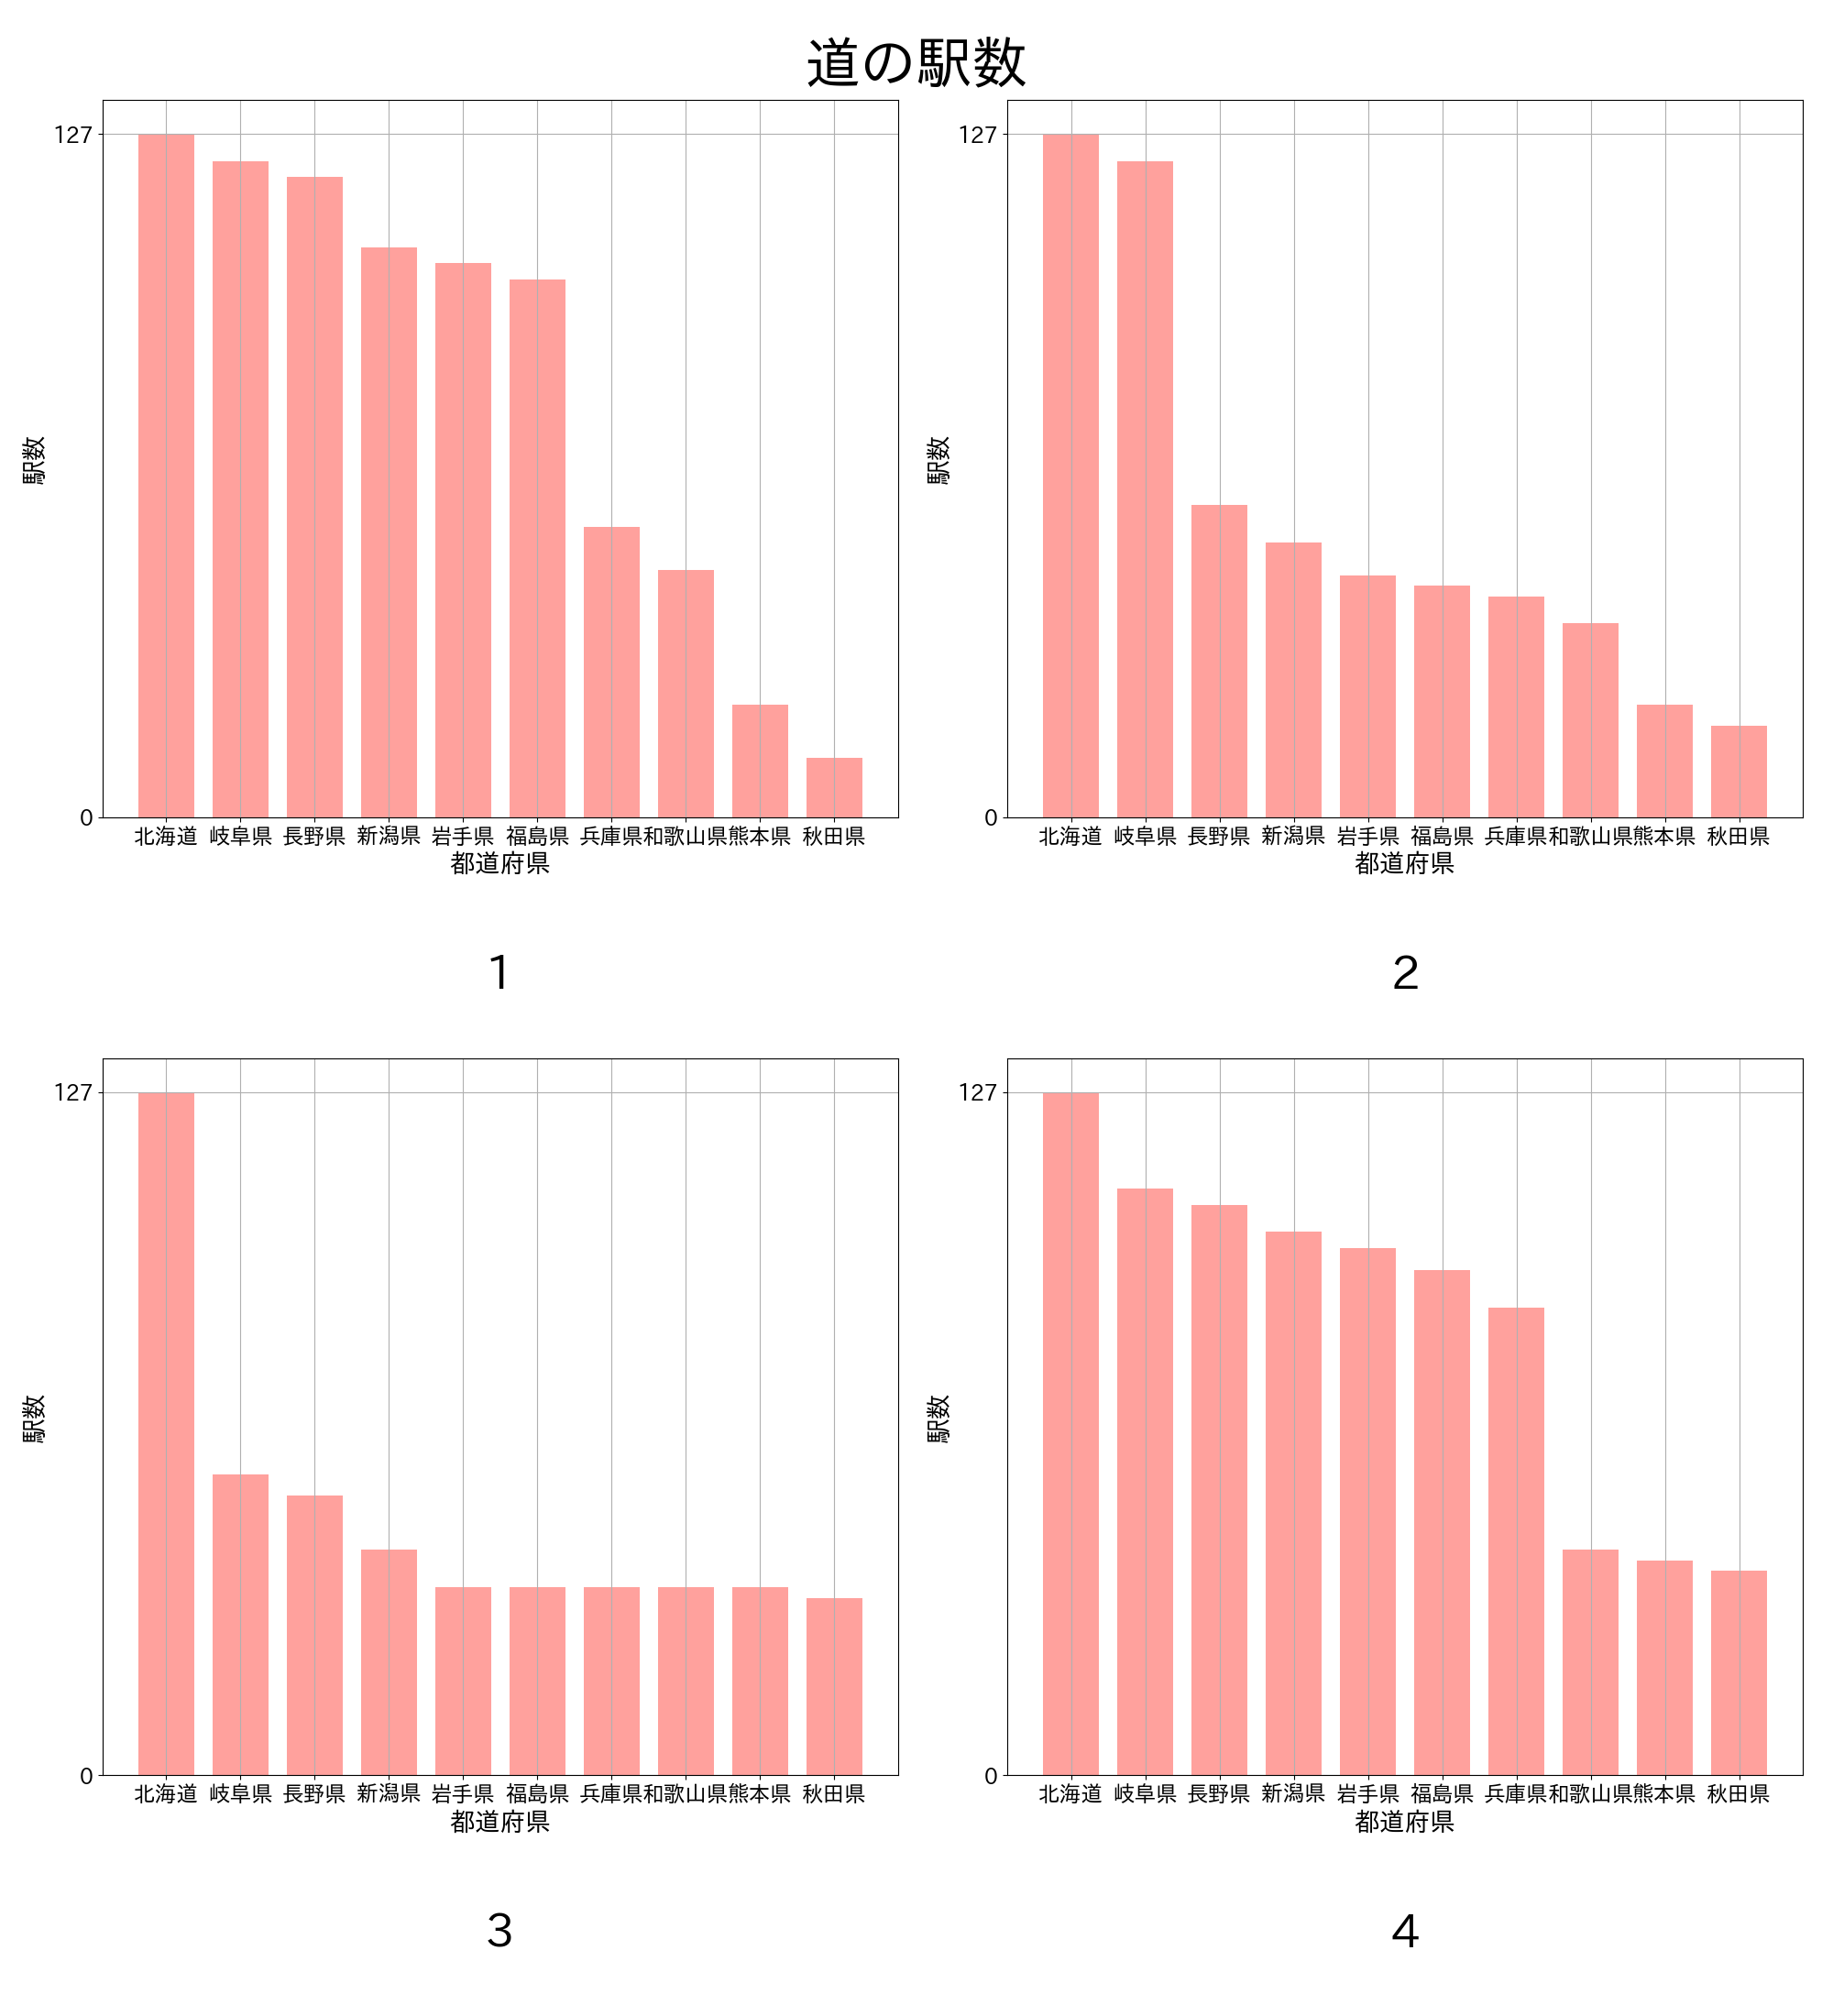 道の駅数
127
0
駅数
北海道 岐阜県 長野県 新潟県 岩手県 福島県 兵庫県 和歌山県 熊本県 秋田県
都道府県
1
127
0
駅数
北海道 岐阜県 長野県 新潟県 岩手県 福島県 兵庫県 和歌山県 熊本県 秋田県
都道府県
2
127
0
駅数
北海道 岐阜県 長野県 新潟県 岩手県 福島県 兵庫県 和歌山県 熊本県 秋田県
都道府県
3
127
0
駅数
北海道 岐阜県 長野県 新潟県 岩手県 福島県 兵庫県 和歌山県 熊本県 秋田県
都道府県
4